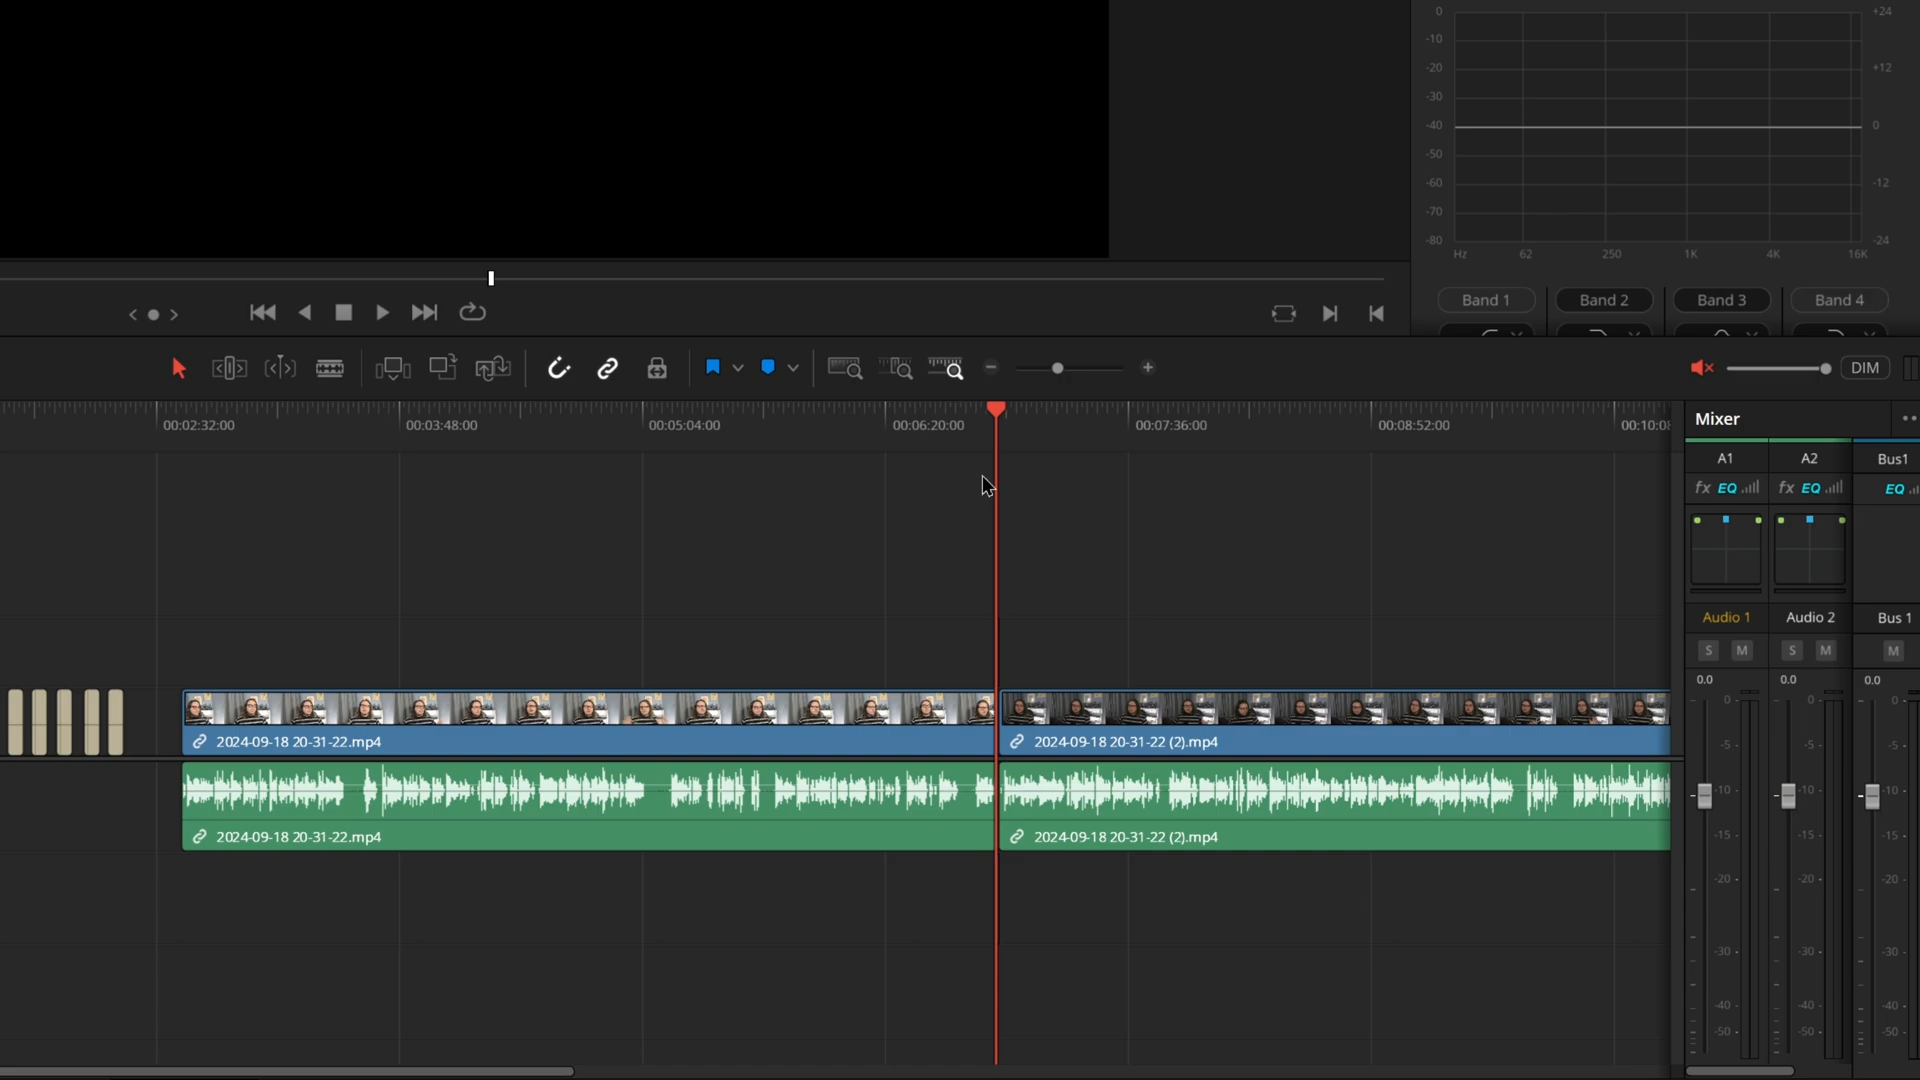 0 +24
-10
-20 +12
-30
-40 0
-50
-60 -12
-70
-80 -24
Hz 62 250 1K 4K 16K
Band 1 Band 2 Band 3 Band 4
DIM
00:02:32:00 00:03:48:00 00:05:04:00 00:06:20:00 00:07:36:00 00:08:52:00
Mixer
A1 A2 Bus1
fx EQ fx EQ EQ
Audio 1 Audio 2 Bus 1
S M S M M
0.0 0.0 0.0
0 0 0
-5 -5 -5
-10 -10 -10
-15 -15 -15
-20 -20 -20
-30 -30 -30
-40 -40 -40
-50 -50 -50
2024-09-18 20-31-22.mp4 2024-09-18 20-31-22 (2).mp4
2024-09-18 20-31-22.mp4 2024-09-18 20-31-22 (2).mp4